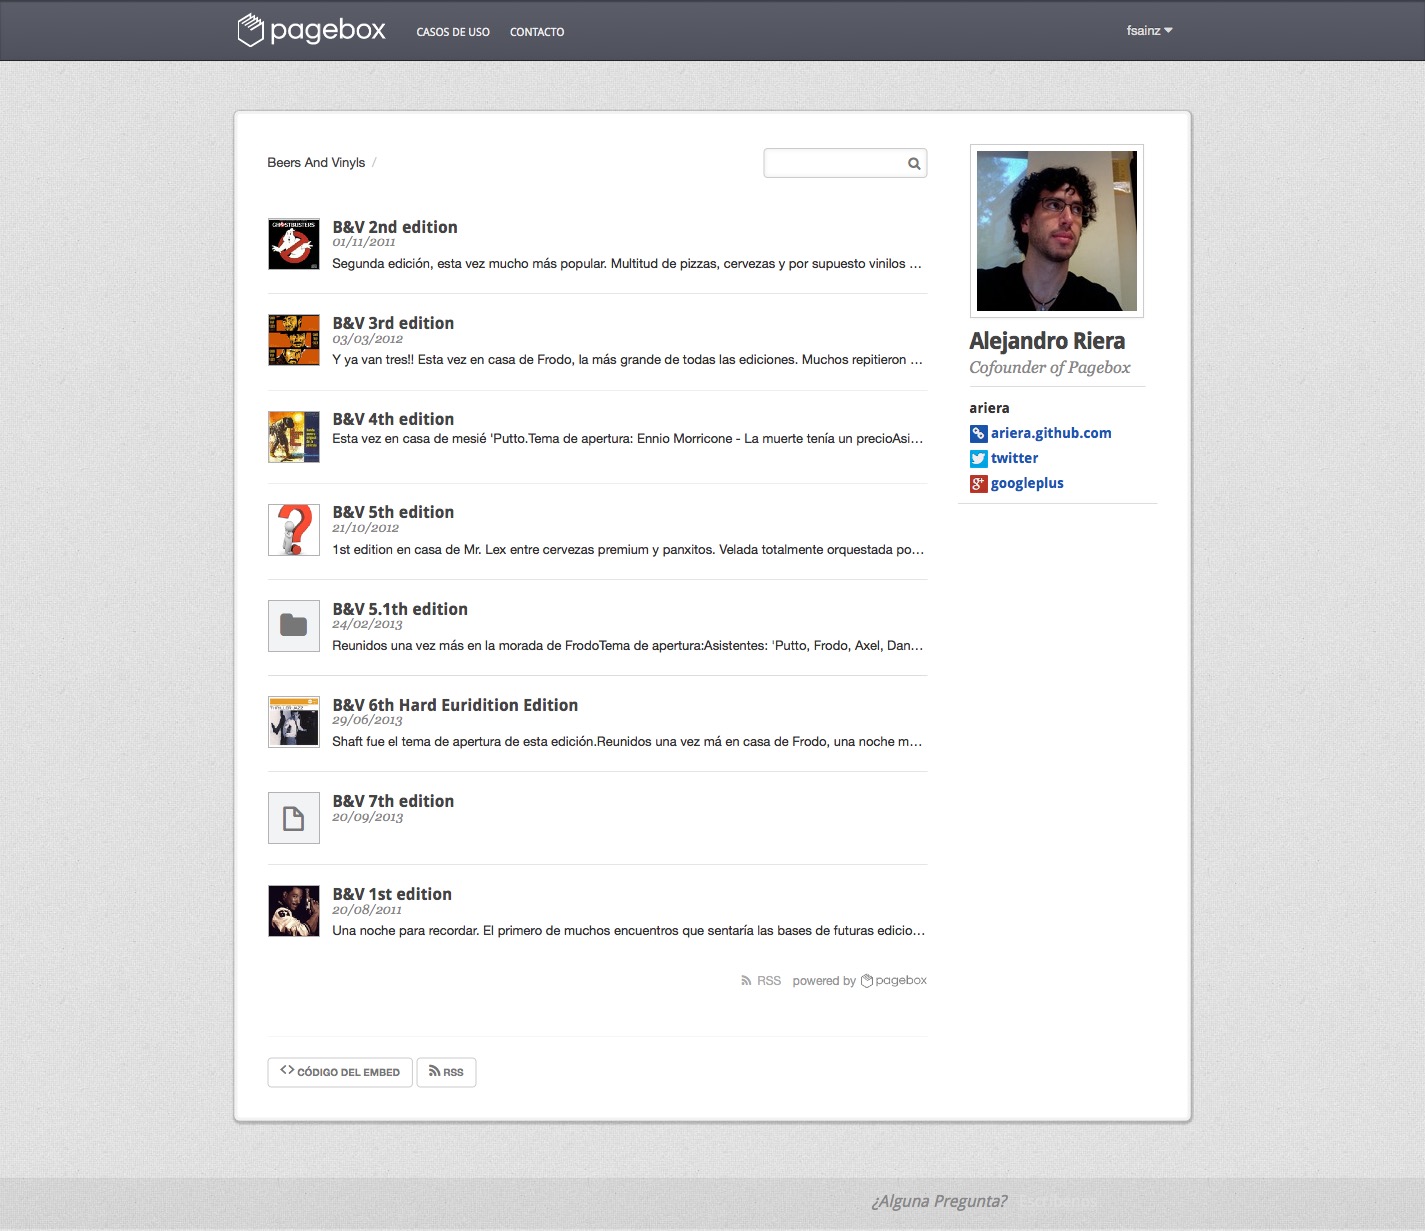 pagebox
CASOS DE USO CONTACTO
fsainz
Beers And Vinyls /
GHOSTBUSTERS
B&V 2nd edition
01/11/2011
Segunda edición, esta vez mucho más popular. Multitud de pizzas, cervezas y por supuesto vinilos ...
B&V 3rd edition
03/03/2012
Y ya van tres!! Esta vez en casa de Frodo, la más grande de todas las ediciones. Muchos repitieron ...
B&V 4th edition
Esta vez en casa de mesié 'Putto.Tema de apertura: Ennio Morricone - La muerte tenía un precioAsi...
B&V 5th edition
21/10/2012
1st edition en casa de Mr. Lex entre cervezas premium y panxitos. Velada totalmente orquestada po...
B&V 5.1th edition
24/02/2013
Reunidos una vez más en la morada de FrodoTema de apertura:Asistentes: 'Putto, Frodo, Axel, Dan...
B&V 6th Hard Euridition Edition
29/06/2013
Shaft fue el tema de apertura de esta edición.Reunidos una vez má en casa de Frodo, una noche m...
B&V 7th edition
20/09/2013
B&V 1st edition
20/08/2011
Una noche para recordar. El primero de muchos encuentros que sentaría las bases de futuras edicio...
RSS powered by pagebox
CÓDIGO DEL EMBED RSS
Alejandro Riera
Cofounder of Pagebox
ariera
ariera.github.com
twitter
g+ googleplus
¿Alguna Pregunta? Escríbenos